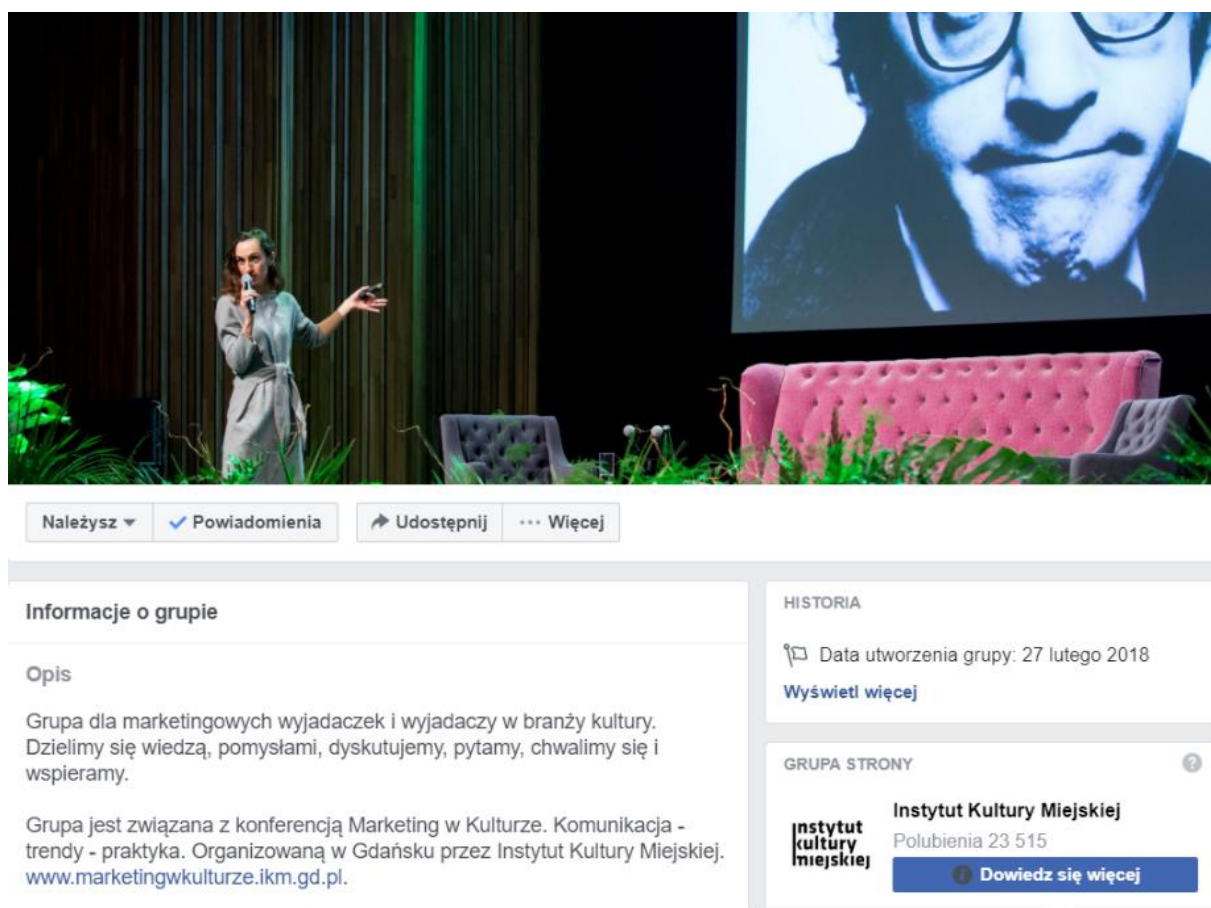 Należysz
Powiadomienia
Udostępnij
Więcej
Informacje o grupie
Opis
Grupa dla marketingowych wyjadaczek i wyjadaczy w branży kultury.
Dzielimy się wiedzą, pomysłami, dyskutujemy, pytamy, chwalimy się i
wspieramy.
Grupa jest związana z konferencją Marketing w Kulturze. Komunikacja -
trendy - praktyka. Organizowaną w Gdańsku przez Instytut Kultury Miejskiej.
www.marketingwkulturze.ikm.gd.pl.
HISTORIA
Data utworzenia grupy: 27 lutego 2018
Wyświetl więcej
GRUPA STRONY
?
instytut
kultury
miejskiej
Instytut Kultury Miejskiej
Polubienia 23 515
i Dowiedz się więcej